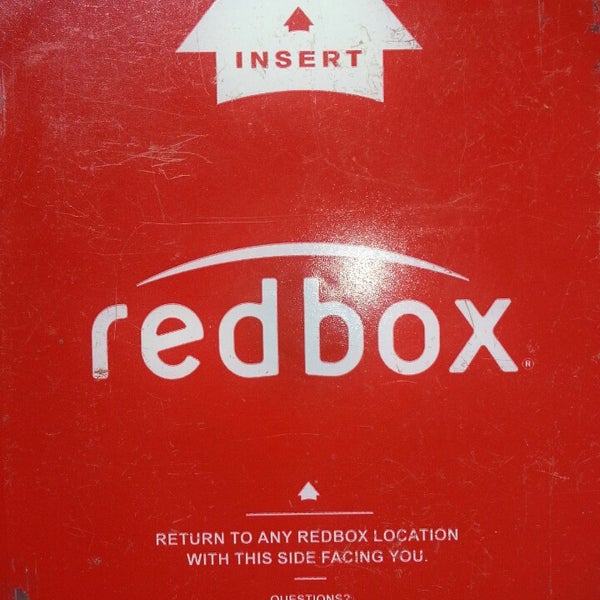 INSERT
redbox®
RETURN TO ANY REDBOX LOCATION
WITH THIS SIDE FACING YOU.
QUESTIONS?